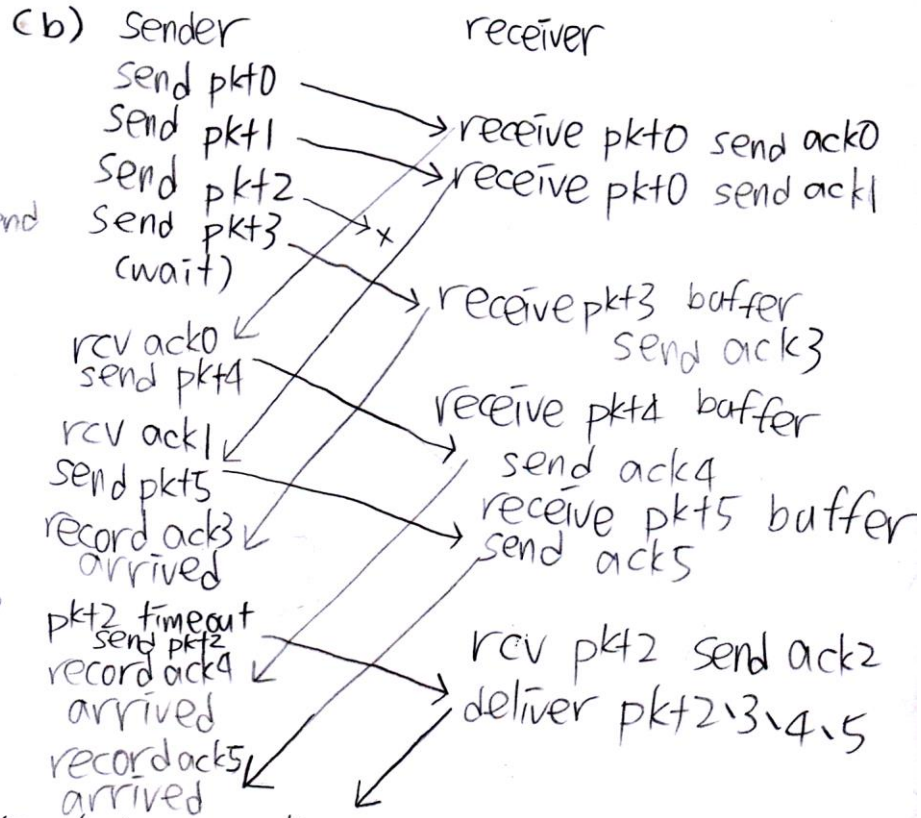 (b) sender receiver
send pkt0
send pkt1
send pkt2
send pkt3
(wait)
rcv ack0
send pkt4
rcv ack1
send pkt5
record ack3
arrived
pkt2 timeout
send pkt2
record ack4
arrived
record ack5
arrived
receive pkt0 send ack0
receive pkt0 send ack1
x
receive pkt3 buffer
send ack3
receive pkt4 buffer
send ack4
receive pkt5 buffer
send ack5
rcv pkt2 send ack2
deliver pkt2、3、4、5